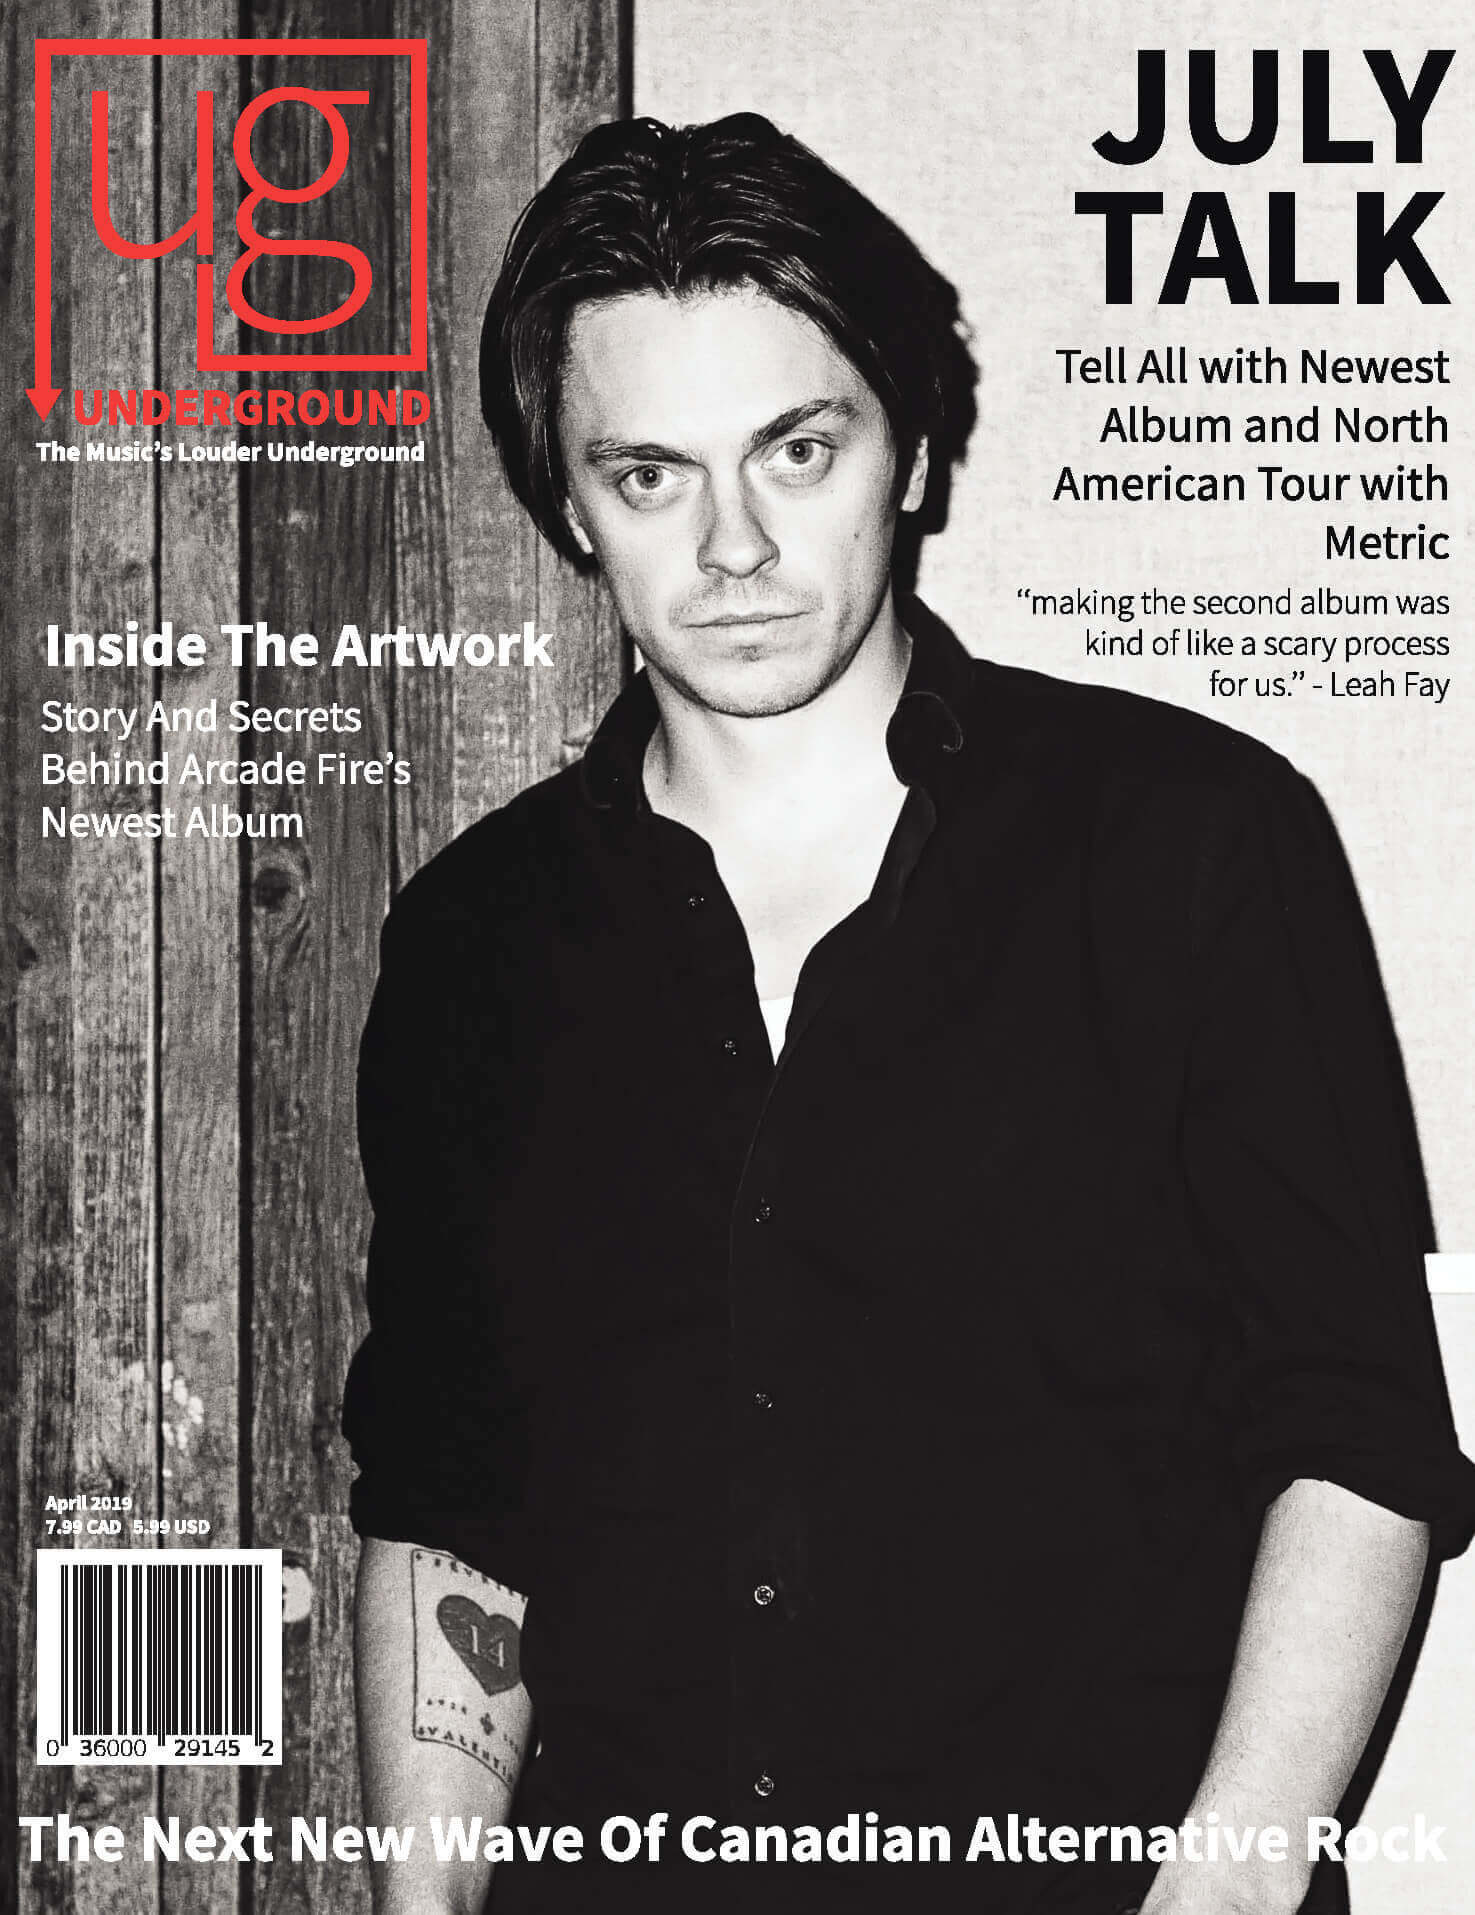 ug
UNDERGROUND
The Music's Louder Underground
JULY
TALK
Tell All with Newest
Album and North
American Tour with
Metric
“making the second album was
kind of like a scary process
for us.” - Leah Fay
Inside The Artwork
Story And Secrets
Behind Arcade Fire’s
Newest Album
April 2019
7.99 CAD 5.99 USD
0 36000 29145 2
14
The Next New Wave Of Canadian Alternative Rock